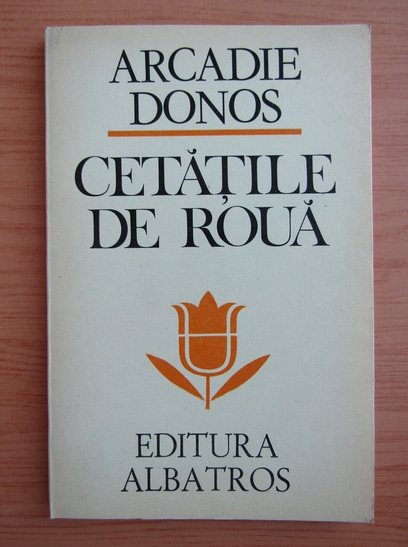 ARCADIE
DONOS
CETĂȚILE
DE ROUĂ
EDITURA
ALBATROS